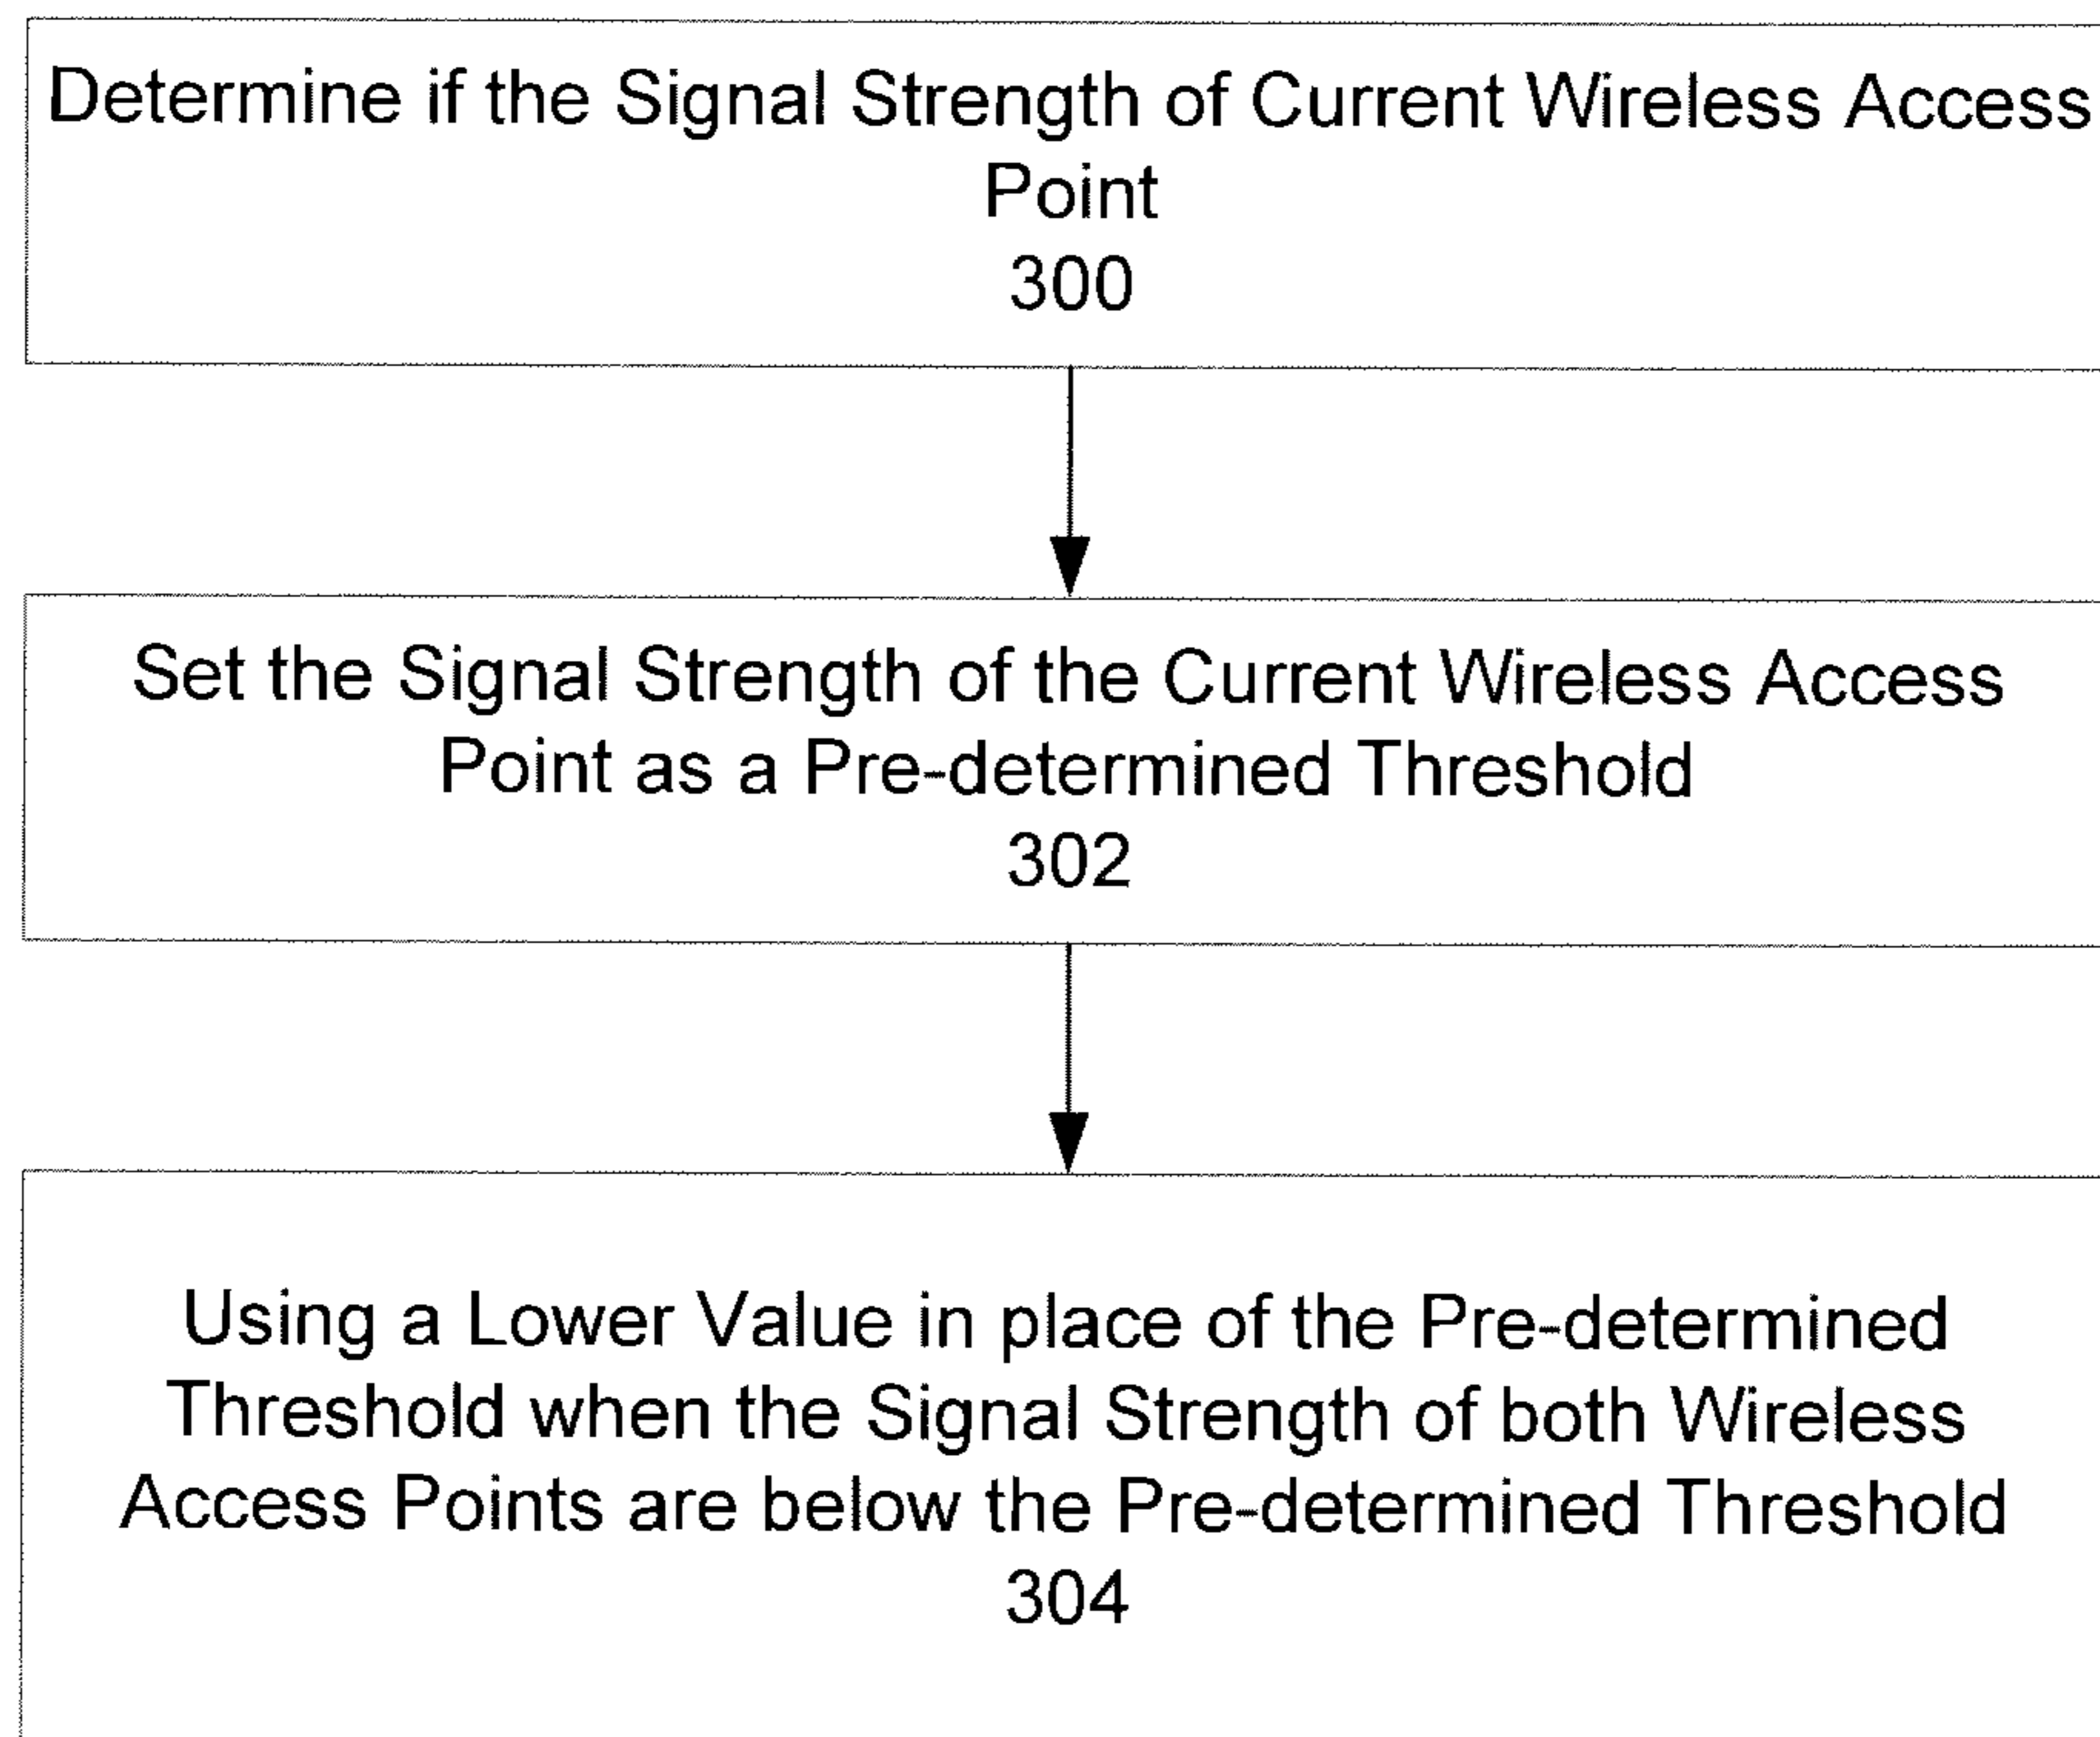 Determine if the Signal Strength of Current Wireless Access
Point
300
Set the Signal Strength of the Current Wireless Access
Point as a Pre-determined Threshold
302
Using a Lower Value in place of the Pre-determined
Threshold when the Signal Strength of both Wireless
Access Points are below the Pre-determined Threshold
304